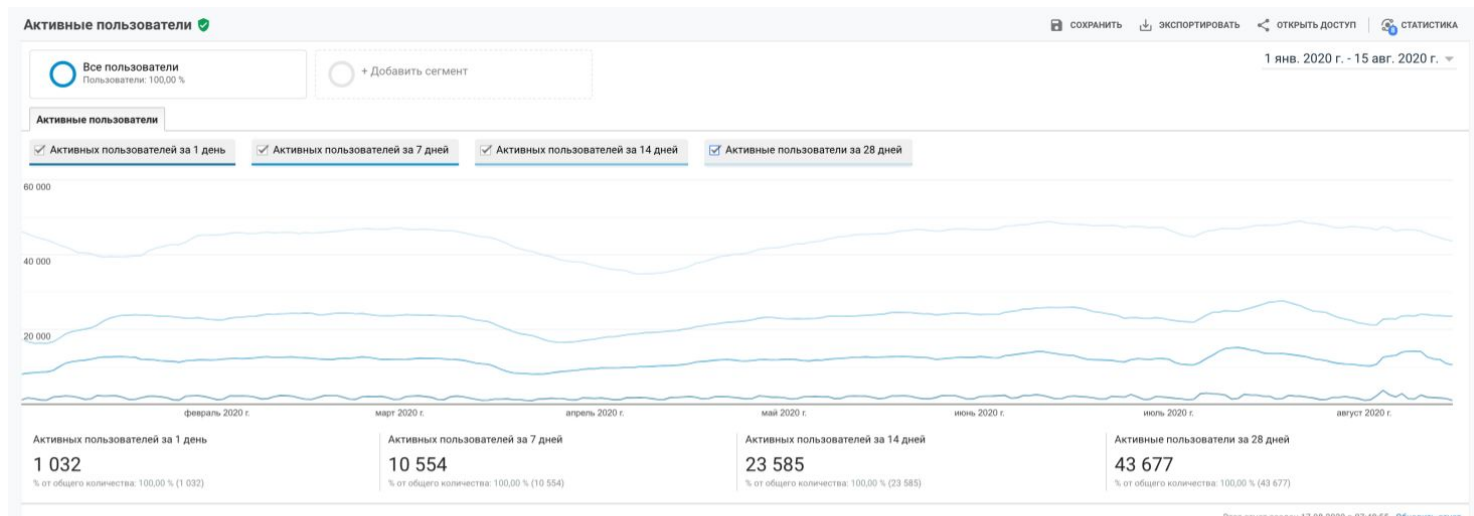 Активные пользователи
СОХРАНИТЬ ЭКСПОРТИРОВАТЬ ОТКРЫТЬ ДОСТУП СТАТИСТИКА
Все пользователи
Пользователи: 100,00 %
+ Добавить сегмент
1 янв. 2020 г. - 15 авг. 2020 г.
Активные пользователи
Активных пользователей за 1 день Активных пользователей за 7 дней Активных пользователей за 14 дней Активные пользователи за 28 дней
60 000
40 000
20 000
февраль 2020 г. март 2020 г. апрель 2020 г. май 2020 г. июнь 2020 г. июль 2020 г. август 2020 г.
Активных пользователей за 1 день Активных пользователей за 7 дней Активных пользователей за 14 дней Активные пользователи за 28 дней
1 032 10 554 23 585 43 677
% от общего количества: 100,00 % (1 032) % от общего количества: 100,00 % (10 554) % от общего количества: 100,00 % (23 585) % от общего количества: 100,00 % (43 677)